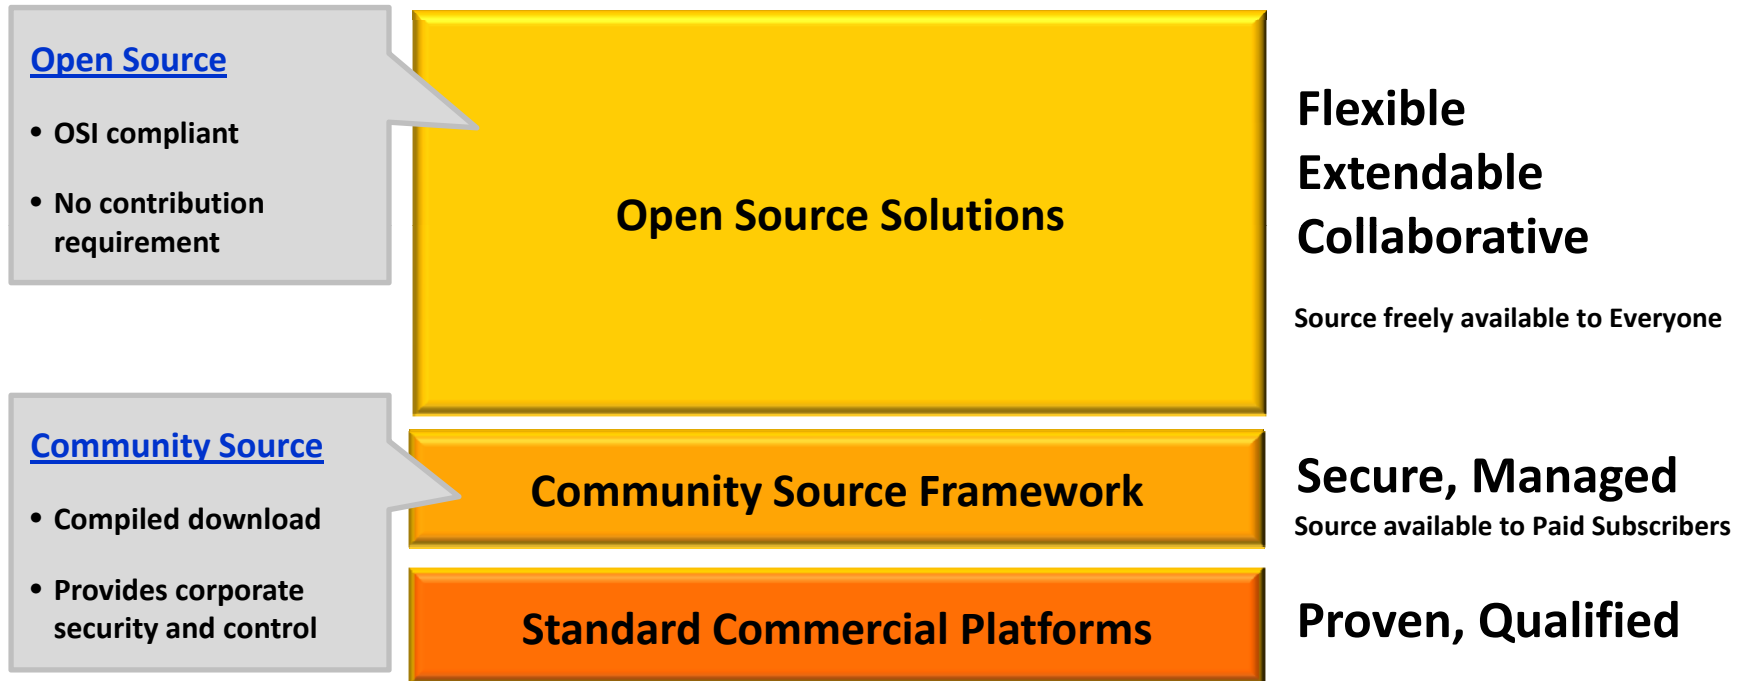 Open Source
• OSI compliant
• No contribution
requirement
Open Source Solutions
Flexible
Extendable
Collaborative
Source freely available to Everyone
Community Source
• Compiled download
• Provides corporate
security and control
Community Source Framework
Secure, Managed
Source available to Paid Subscribers
Standard Commercial Platforms
Proven, Qualified